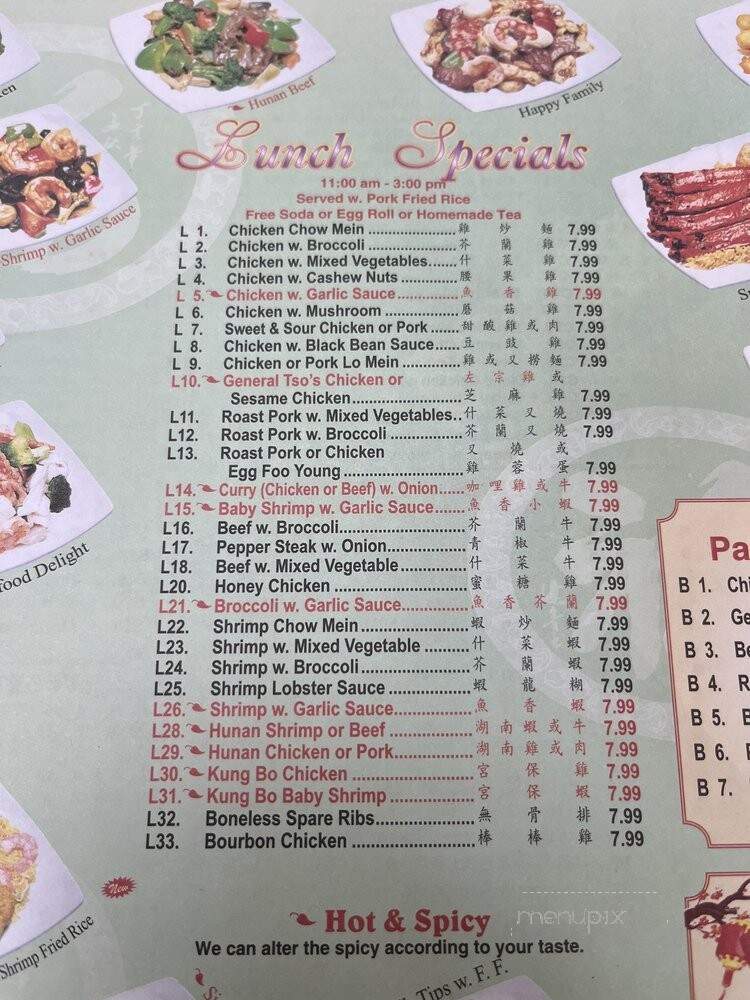 Hunan Beef
Happy Family
Shrimp w. Garlic Sauce
Lunch Specials
11:00 am - 3:00 pm
Served w. Pork Fried Rice
Free Soda or Egg Roll or Homemade Tea
L 1. Chicken Chow Mein 雞炒麵 7.99
L 2. Chicken w. Broccoli 芥蘭雞 7.99
L 3. Chicken w. Mixed Vegetables 什菜雞 7.99
L 4. Chicken w. Cashew Nuts 腰果雞 7.99
L 5. Chicken w. Garlic Sauce 魚香雞 7.99
L 6. Chicken w. Mushroom 蘑菇雞 7.99
L 7. Sweet & Sour Chicken or Pork 甜酸雞或肉 7.99
L 8. Chicken w. Black Bean Sauce 豆豉雞 7.99
L 9. Chicken or Pork Lo Mein 雞或叉撈麵 7.99
L10. General Tso's Chicken or 左宗雞或
Sesame Chicken 芝麻雞 7.99
L11. Roast Pork w. Mixed Vegetables 什菜叉燒 7.99
L12. Roast Pork w. Broccoli 芥蘭叉燒 7.99
L13. Roast Pork or Chicken 叉燒或
Egg Foo Young 雞蓉蛋 7.99
L14. Curry (Chicken or Beef) w. Onion 咖哩雞或牛 7.99
L15. Baby Shrimp w. Garlic Sauce 魚香小蝦 7.99
L16. Beef w. Broccoli 芥蘭牛 7.99
L17. Pepper Steak w. Onion 青椒牛 7.99
L18. Beef w. Mixed Vegetable 什菜牛 7.99
L20. Honey Chicken 蜜糖雞 7.99
L21. Broccoli w. Garlic Sauce 魚香芥蘭 7.99
L22. Shrimp Chow Mein 蝦炒麵 7.99
L23. Shrimp w. Mixed Vegetable 什菜蝦 7.99
L24. Shrimp w. Broccoli 芥蘭蝦 7.99
L25. Shrimp Lobster Sauce 蝦龍糊 7.99
L26. Shrimp w. Garlic Sauce 魚香蝦 7.99
L28. Hunan Shrimp or Beef 湖南蝦或牛 7.99
L29. Hunan Chicken or Pork 湖南雞或肉 7.99
L30. Kung Bo Chicken 宮保雞 7.99
L31. Kung Bo Baby Shrimp 宮保蝦 7.99
L32. Boneless Spare Ribs 無骨排 7.99
L33. Bourbon Chicken 棒棒雞 7.99
food Delight
Pa
B 1. Chi
B 2. Ge
B 3. Be
B 4. R
B 5. B
B 6.
B 7.
New
Shrimp Fried Rice
Hot & Spicy
We can alter the spicy according to your taste.
menupix
Tips w. F. F.